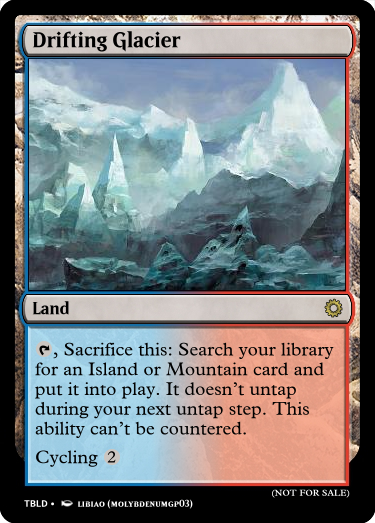 Drifting Glacier
Land
, Sacrifice this: Search your library
for an Island or Mountain card and
put it into play. It doesn't untap
during your next untap step. This
ability can't be countered.
Cycling 2
(NOT FOR SALE)
TBLD • LIBIAO (MOLYBDENUMGP03)